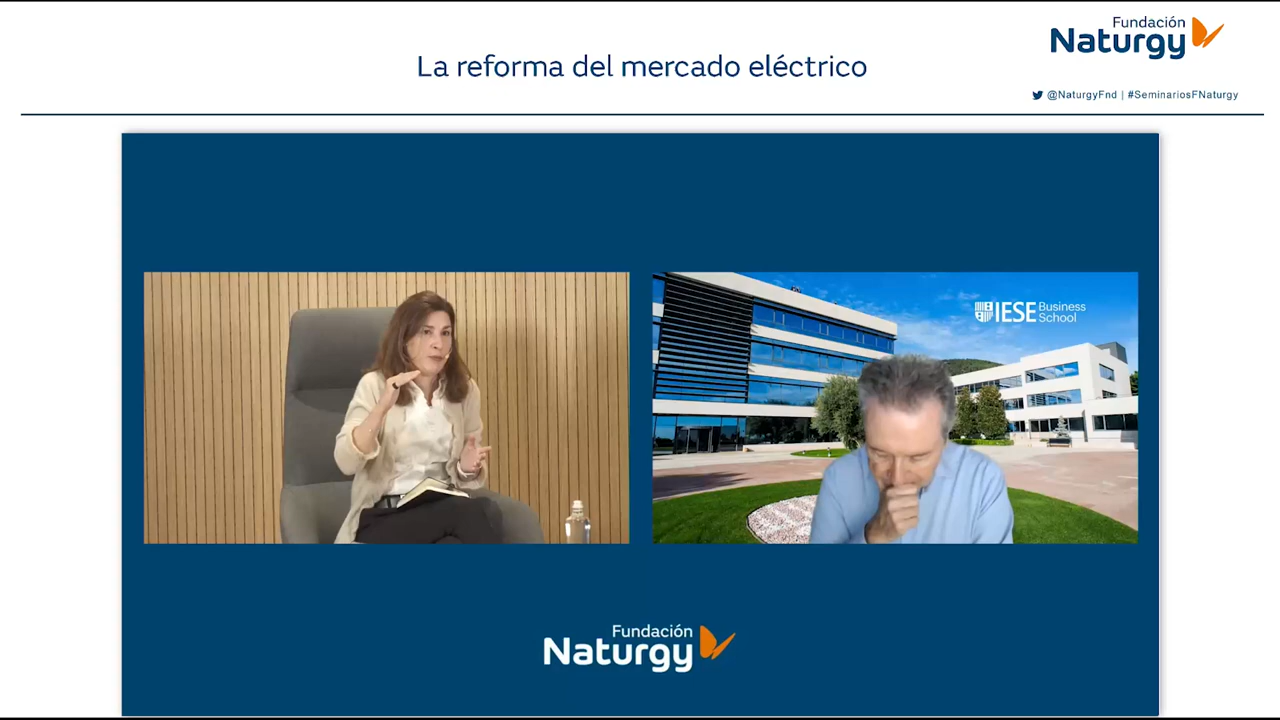 Fundación
Naturgy
La reforma del mercado eléctrico
@NaturgyFnd | #SeminariosFNaturgy
IESE Business
School
Fundación
Naturgy